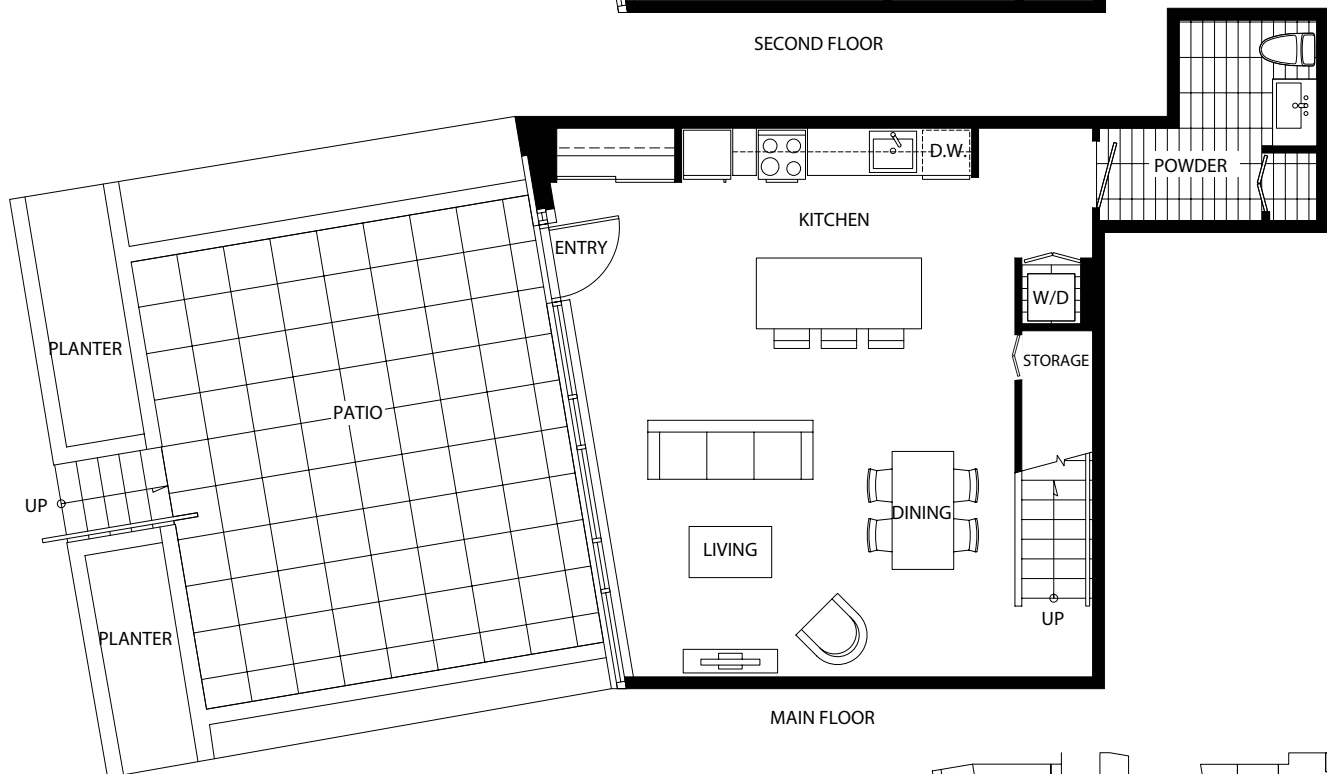 SECOND FLOOR
D.W.
POWDER
KITCHEN
ENTRY
W/D
PLANTER
STORAGE
PATIO
UP
DINING
LIVING
UP
PLANTER
MAIN FLOOR